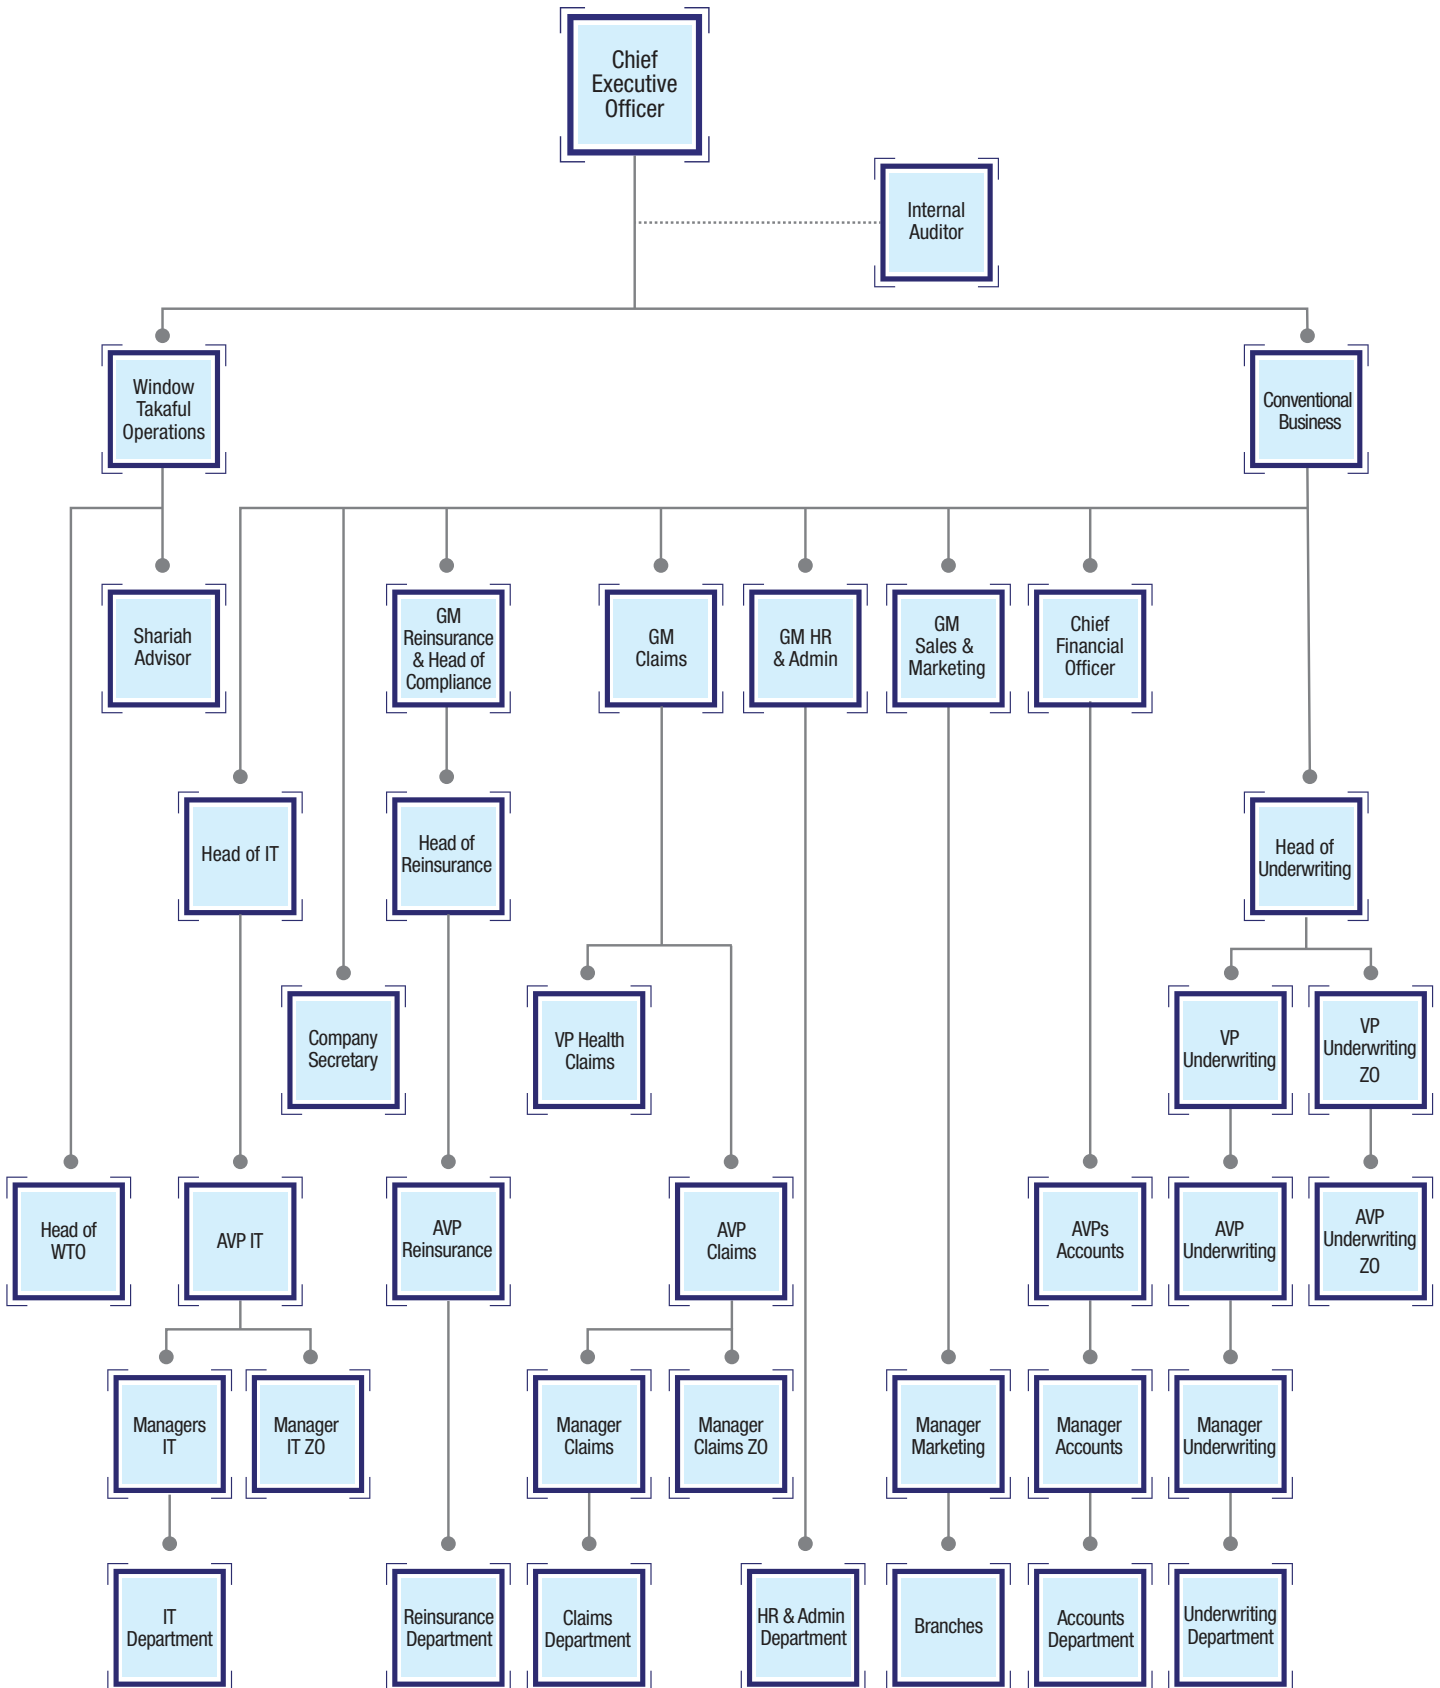 Chief
Executive
Officer
Internal
Auditor
Window
Takaful
Operations
Conventional
Business
Shariah
Advisor
GM
Reinsurance
& Head of
Compliance
GM
Claims
GM HR
& Admin
GM
Sales &
Marketing
Chief
Financial
Officer
Head of IT
Head of
Reinsurance
Head of
Underwriting
Company
Secretary
VP Health
Claims
VP
Underwriting
VP
Underwriting
ZO
Head of
WTO
AVP IT
AVP
Reinsurance
AVP
Claims
AVPs
Accounts
AVP
Underwriting
AVP
Underwriting
ZO
Managers
IT
Manager
IT ZO
Manager
Claims
Manager
Claims ZO
Manager
Marketing
Manager
Accounts
Manager
Underwriting
IT
Department
Reinsurance
Department
Claims
Department
HR & Admin
Department
Branches
Accounts
Department
Underwriting
Department